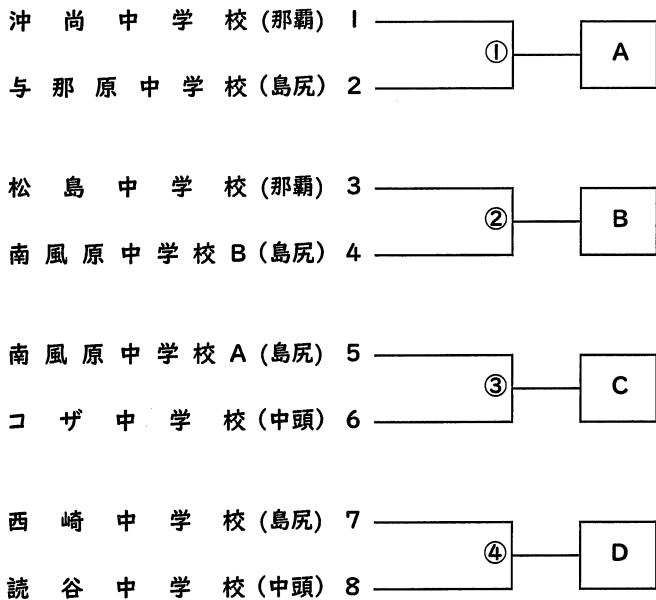 沖尚中学校 (那覇) 1
① A
与那原中学校 (島尻) 2
松島中学校 (那覇) 3
② B
南風原中学校B (島尻) 4
南風原中学校A (島尻) 5
③ C
コザ中学校 (中頭) 6
西崎中学校 (島尻) 7
④ D
読谷中学校 (中頭) 8